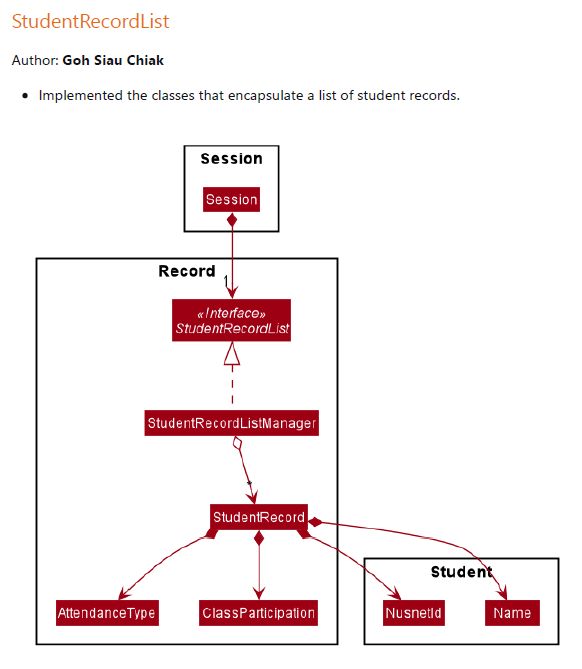 StudentRecordList
Author: Goh Siau Chiak
Implemented the classes that encapsulate a list of student records.
Session
Session
Record
1
«Interface»
StudentRecordList
StudentRecordListManager
*
StudentRecord
Student
AttendanceType
ClassParticipation
NusnetId
Name